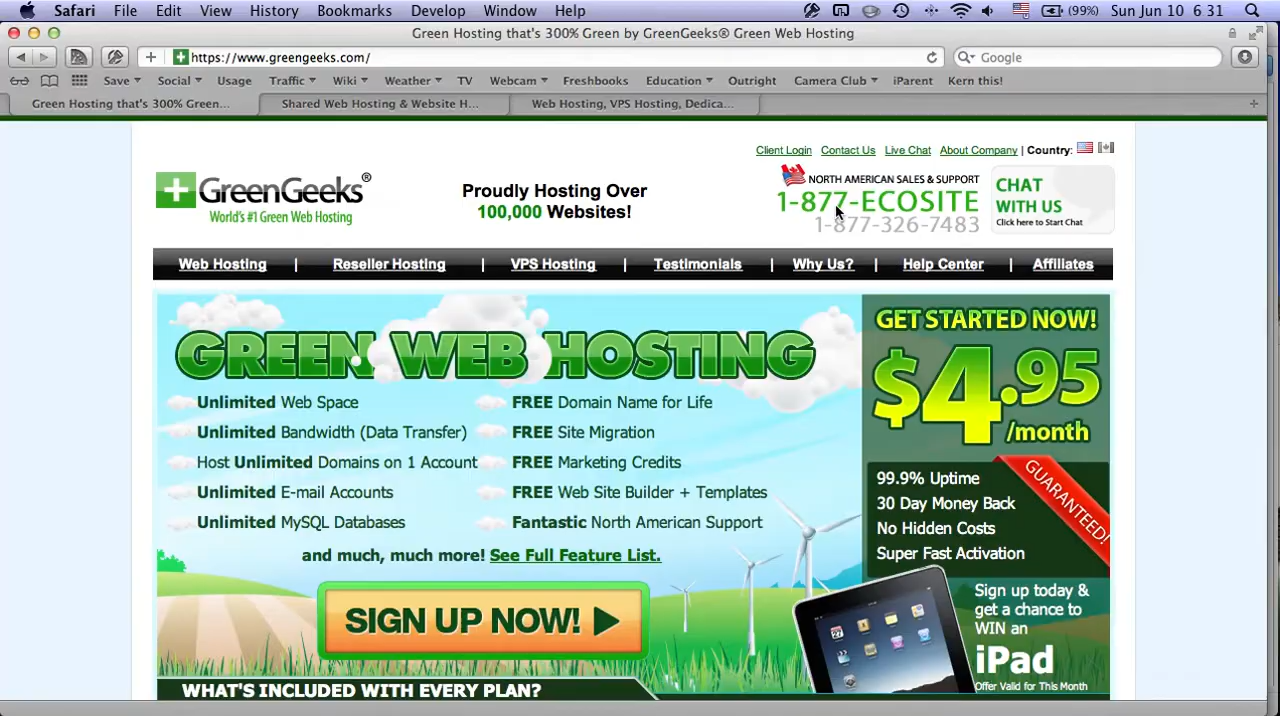 Safari File Edit View History Bookmarks Develop Window Help (99%) Sun Jun 10 6 31
Green Hosting that's 300% Green by GreenGeeks® Green Web Hosting
https://www.greengeeks.com/ Google
Save Social Usage Traffic Wiki Weather TV Webcam Freshbooks Education Outright Camera Club iParent Kern this!
Green Hosting that's 300% Green... Shared Web Hosting & Website H... Web Hosting, VPS Hosting, Dedica...
Client Login Contact Us Live Chat About Company | Country:
GreenGeeks®
World's #1 Green Web Hosting
Proudly Hosting Over
100,000 Websites!
NORTH AMERICAN SALES & SUPPORT
1-877-ECOSITE
1-877-326-7483
CHAT
WITH US
Click here to Start Chat
Web Hosting | Reseller Hosting | VPS Hosting | Testimonials | Why Us? | Help Center | Affiliates
GREEN WEB HOSTING
Unlimited Web Space
Unlimited Bandwidth (Data Transfer)
Host Unlimited Domains on 1 Account
Unlimited E-mail Accounts
Unlimited MySQL Databases
FREE Domain Name for Life
FREE Site Migration
FREE Marketing Credits
FREE Web Site Builder + Templates
Fantastic North American Support
and much, much more! See Full Feature List.
SIGN UP NOW!
GET STARTED NOW!
$4.95
/month
99.9% Uptime
30 Day Money Back
No Hidden Costs
Super Fast Activation
GUARANTEED!
Sign up today &
get a chance to
WIN an
iPad
Offer Valid for This Month
WHAT'S INCLUDED WITH EVERY PLAN?